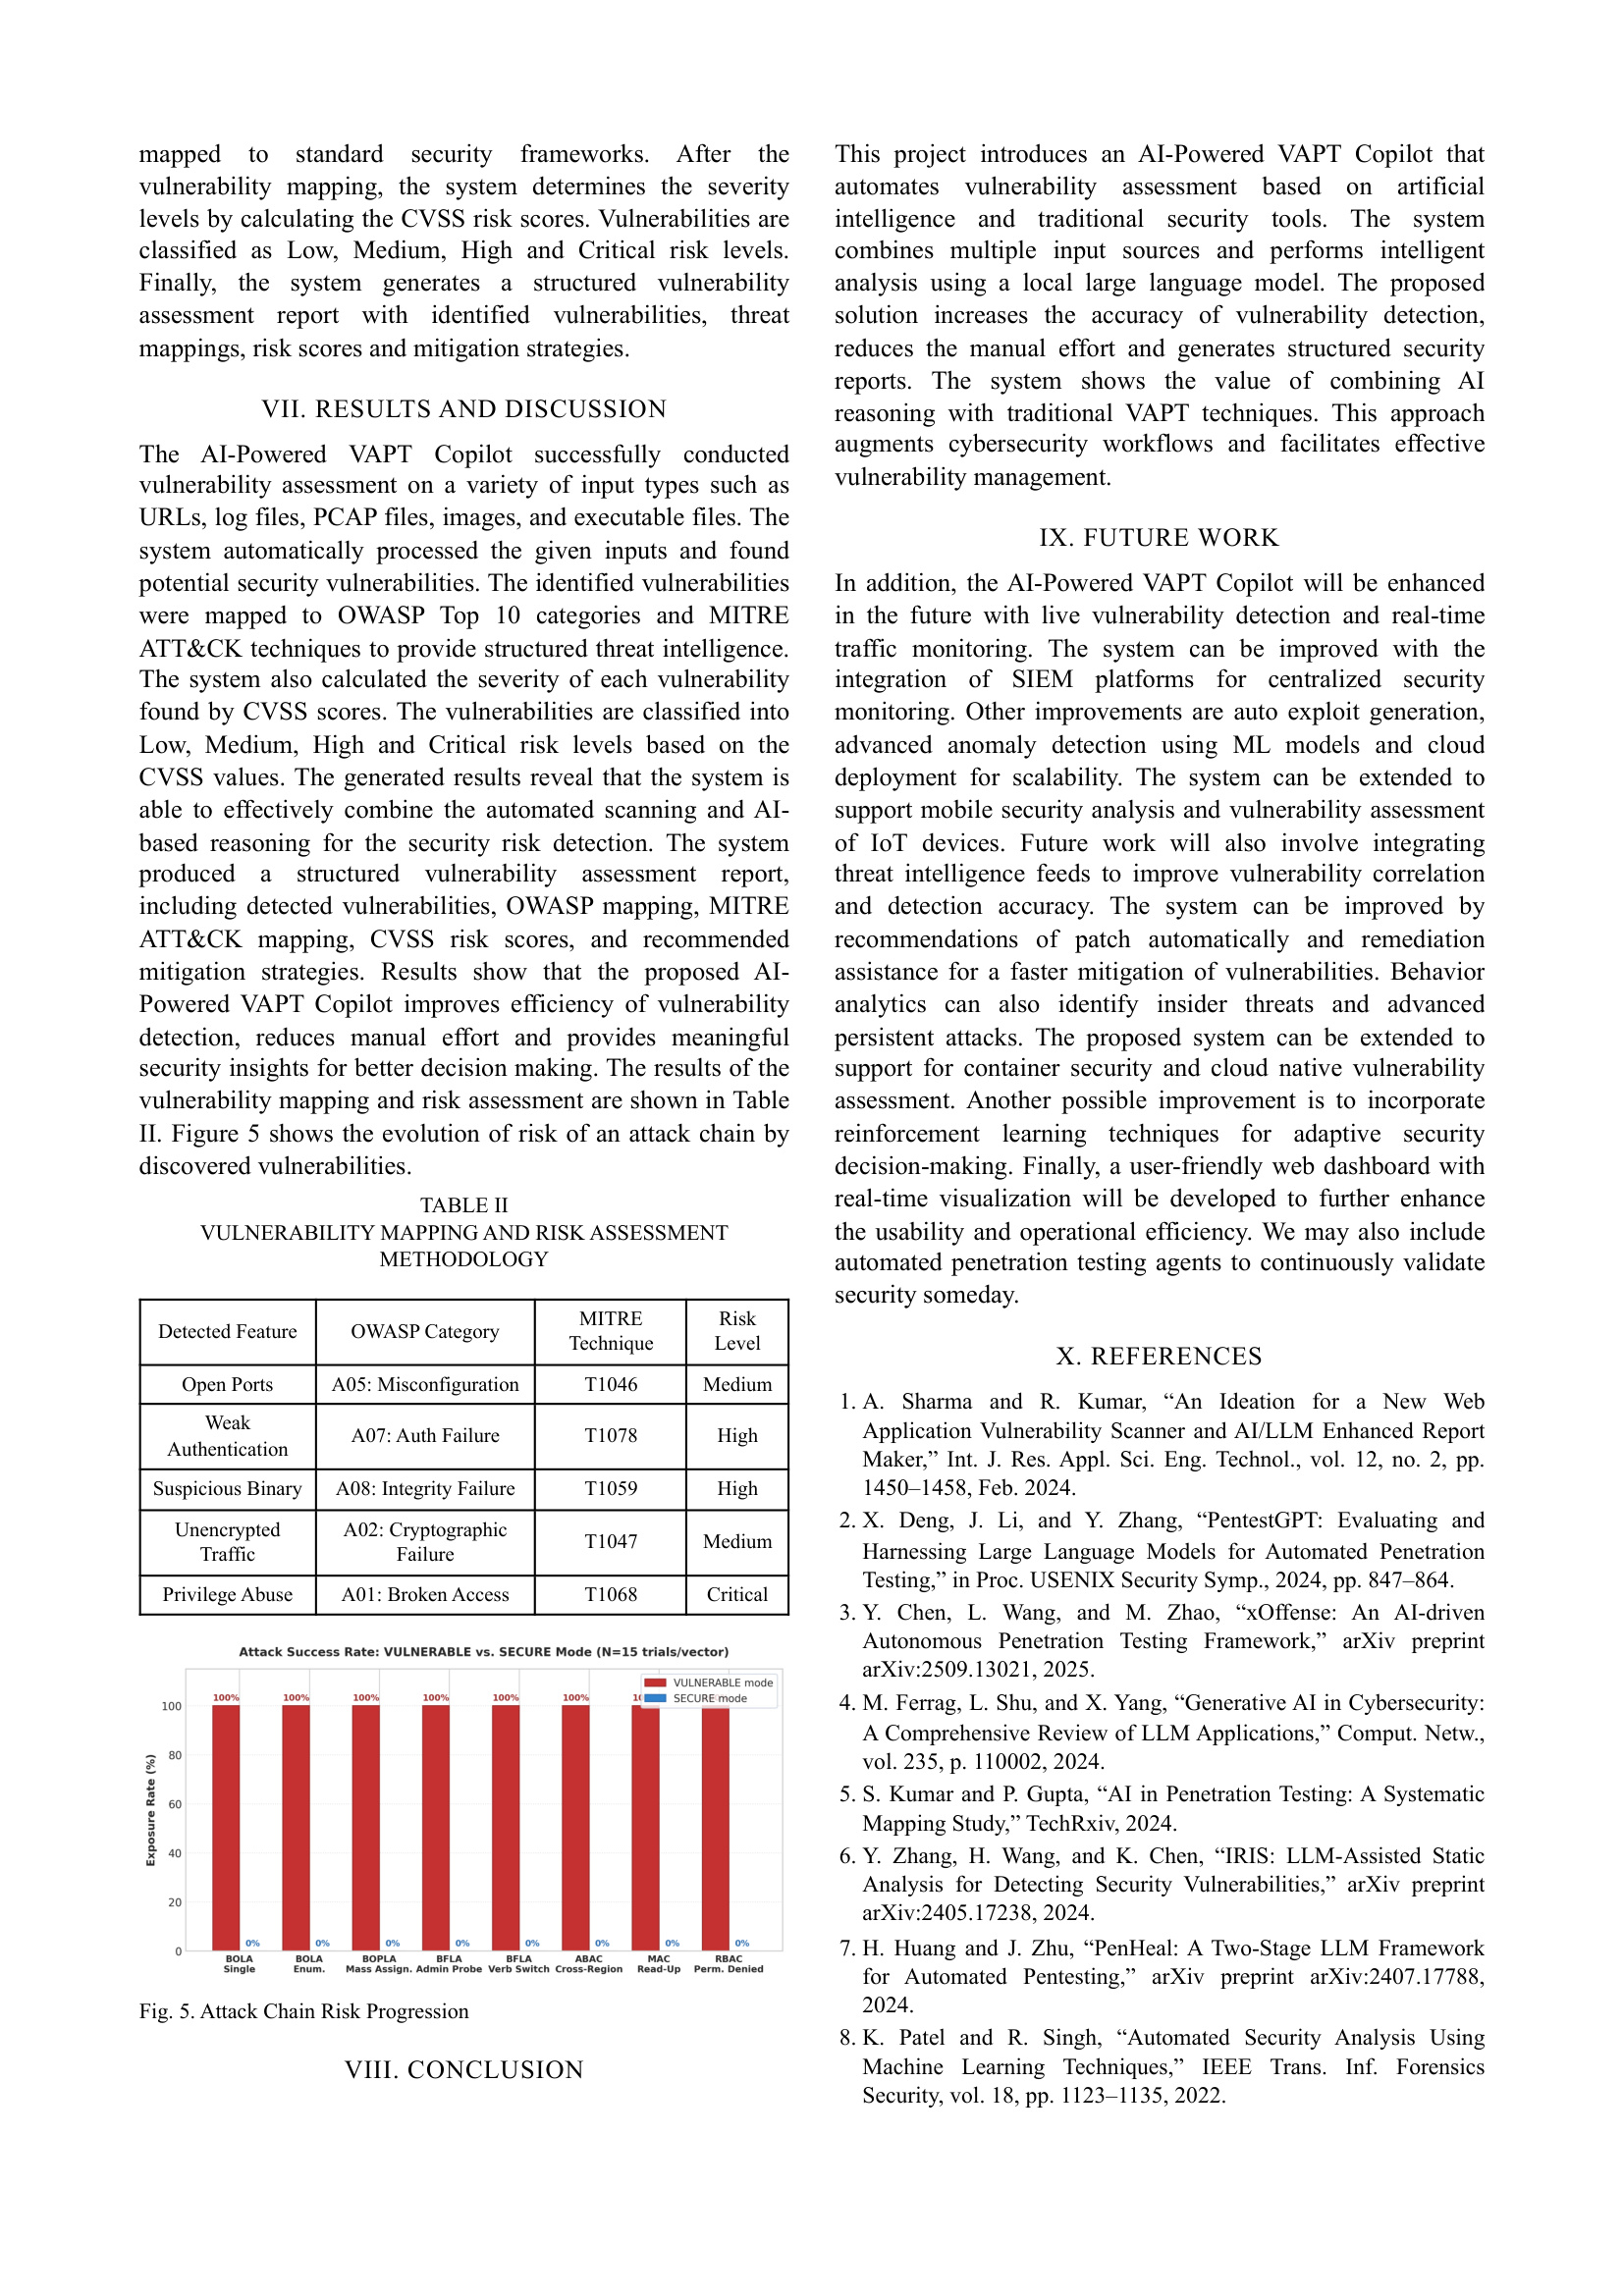 mapped to standard security frameworks. After the
vulnerability mapping, the system determines the severity
levels by calculating the CVSS risk scores. Vulnerabilities are
classified as Low, Medium, High and Critical risk levels.
Finally, the system generates a structured vulnerability
assessment report with identified vulnerabilities, threat
mappings, risk scores and mitigation strategies.
VII. RESULTS AND DISCUSSION
The AI-Powered VAPT Copilot successfully conducted
vulnerability assessment on a variety of input types such as
URLs, log files, PCAP files, images, and executable files. The
system automatically processed the given inputs and found
potential security vulnerabilities. The identified vulnerabilities
were mapped to OWASP Top 10 categories and MITRE
ATT&CK techniques to provide structured threat intelligence.
The system also calculated the severity of each vulnerability
found by CVSS scores. The vulnerabilities are classified into
Low, Medium, High and Critical risk levels based on the
CVSS values. The generated results reveal that the system is
able to effectively combine the automated scanning and AI-
based reasoning for the security risk detection. The system
produced a structured vulnerability assessment report,
including detected vulnerabilities, OWASP mapping, MITRE
ATT&CK mapping, CVSS risk scores, and recommended
mitigation strategies. Results show that the proposed AI-
Powered VAPT Copilot improves efficiency of vulnerability
detection, reduces manual effort and provides meaningful
security insights for better decision making. The results of the
vulnerability mapping and risk assessment are shown in Table
II. Figure 5 shows the evolution of risk of an attack chain by
discovered vulnerabilities.
TABLE II
VULNERABILITY MAPPING AND RISK ASSESSMENT
METHODOLOGY
Detected Feature OWASP Category MITRE Technique Risk Level
Open Ports A05: Misconfiguration T1046 Medium
Weak Authentication A07: Auth Failure T1078 High
Suspicious Binary A08: Integrity Failure T1059 High
Unencrypted Traffic A02: Cryptographic Failure T1047 Medium
Privilege Abuse A01: Broken Access T1068 Critical
Attack Success Rate: VULNERABLE vs. SECURE Mode (N=15 trials/vector)
VULNERABLE mode
SECURE mode
100% 100% 100% 100% 100% 100%
Exposure Rate (%)
100
80
60
40
20
0
0% 0% 0% 0% 0% 0% 0% 0%
BOLA Single
BOLA Enum.
BOPLA Mass Assign.
BFLA Admin Probe
BFLA Verb Switch
ABAC Cross-Region
MAC Read-Up
RBAC Perm. Denied
Fig. 5. Attack Chain Risk Progression
VIII. CONCLUSION
This project introduces an AI-Powered VAPT Copilot that
automates vulnerability assessment based on artificial
intelligence and traditional security tools. The system
combines multiple input sources and performs intelligent
analysis using a local large language model. The proposed
solution increases the accuracy of vulnerability detection,
reduces the manual effort and generates structured security
reports. The system shows the value of combining AI
reasoning with traditional VAPT techniques. This approach
augments cybersecurity workflows and facilitates effective
vulnerability management.
IX. FUTURE WORK
In addition, the AI-Powered VAPT Copilot will be enhanced
in the future with live vulnerability detection and real-time
traffic monitoring. The system can be improved with the
integration of SIEM platforms for centralized security
monitoring. Other improvements are auto exploit generation,
advanced anomaly detection using ML models and cloud
deployment for scalability. The system can be extended to
support mobile security analysis and vulnerability assessment
of IoT devices. Future work will also involve integrating
threat intelligence feeds to improve vulnerability correlation
and detection accuracy. The system can be improved by
recommendations of patch automatically and remediation
assistance for a faster mitigation of vulnerabilities. Behavior
analytics can also identify insider threats and advanced
persistent attacks. The proposed system can be extended to
support for container security and cloud native vulnerability
assessment. Another possible improvement is to incorporate
reinforcement learning techniques for adaptive security
decision-making. Finally, a user-friendly web dashboard with
real-time visualization will be developed to further enhance
the usability and operational efficiency. We may also include
automated penetration testing agents to continuously validate
security someday.
X. REFERENCES
1. A. Sharma and R. Kumar, “An Ideation for a New Web
Application Vulnerability Scanner and AI/LLM Enhanced Report
Maker,” Int. J. Res. Appl. Sci. Eng. Technol., vol. 12, no. 2, pp.
1450–1458, Feb. 2024.
2. X. Deng, J. Li, and Y. Zhang, “PentestGPT: Evaluating and
Harnessing Large Language Models for Automated Penetration
Testing,” in Proc. USENIX Security Symp., 2024, pp. 847–864.
3. Y. Chen, L. Wang, and M. Zhao, “xOffense: An AI-driven
Autonomous Penetration Testing Framework,” arXiv preprint
arXiv:2509.13021, 2025.
4. M. Ferrag, L. Shu, and X. Yang, “Generative AI in Cybersecurity:
A Comprehensive Review of LLM Applications,” Comput. Netw.,
vol. 235, p. 110002, 2024.
5. S. Kumar and P. Gupta, “AI in Penetration Testing: A Systematic
Mapping Study,” TechRxiv, 2024.
6. Y. Zhang, H. Wang, and K. Chen, “IRIS: LLM-Assisted Static
Analysis for Detecting Security Vulnerabilities,” arXiv preprint
arXiv:2405.17238, 2024.
7. H. Huang and J. Zhu, “PenHeal: A Two-Stage LLM Framework
for Automated Pentesting,” arXiv preprint arXiv:2407.17788,
2024.
8. K. Patel and R. Singh, “Automated Security Analysis Using
Machine Learning Techniques,” IEEE Trans. Inf. Forensics
Security, vol. 18, pp. 1123–1135, 2022.